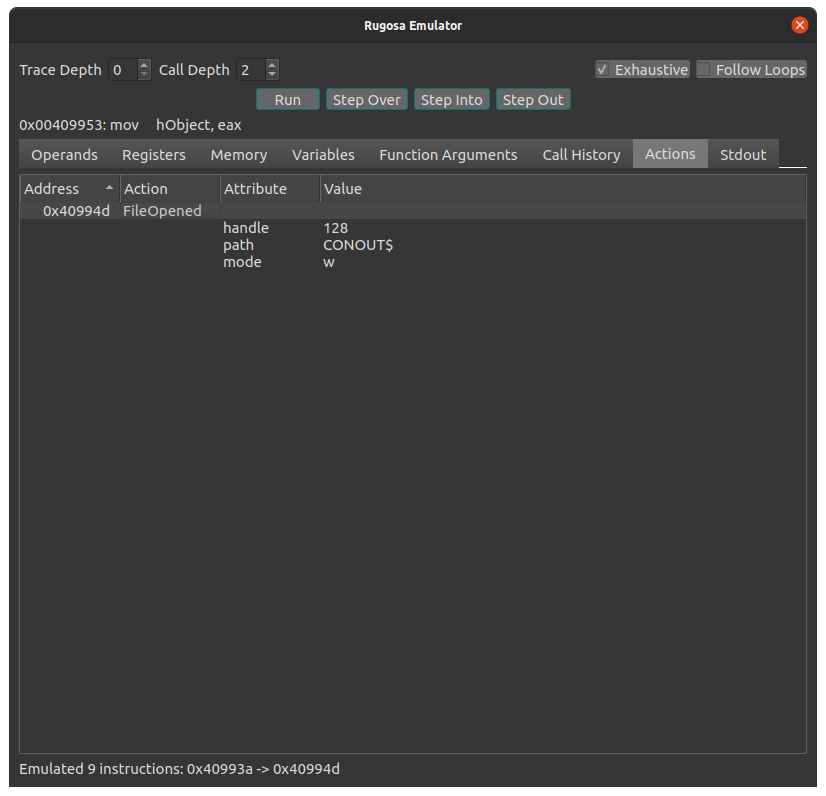 Rugosa Emulator
Trace Depth 0 Call Depth 2 Exhaustive Follow Loops
Run Step Over Step Into Step Out
0x00409953: mov hObject, eax
Operands Registers Memory Variables Function Arguments Call History Actions Stdout
Address Action Attribute Value
0x40994d FileOpened
handle 128
path CONOUT$
mode w
Emulated 9 instructions: 0x40993a -> 0x40994d